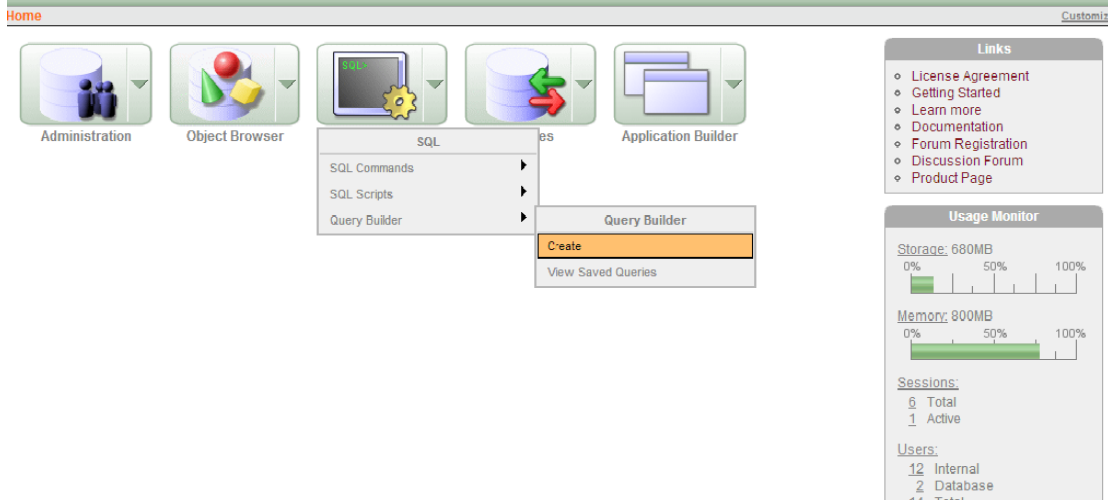 Home
Customiz
SQL>
Administration
Object Browser
es
Application Builder
SQL
SQL Commands
SQL Scripts
Query Builder
Query Builder
Create
View Saved Queries
Links
License Agreement
Getting Started
Learn more
Documentation
Forum Registration
Discussion Forum
Product Page
Usage Monitor
Storage: 680MB
0% 50% 100%
Memory: 800MB
0% 50% 100%
Sessions:
6 Total
1 Active
Users:
12 Internal
2 Database